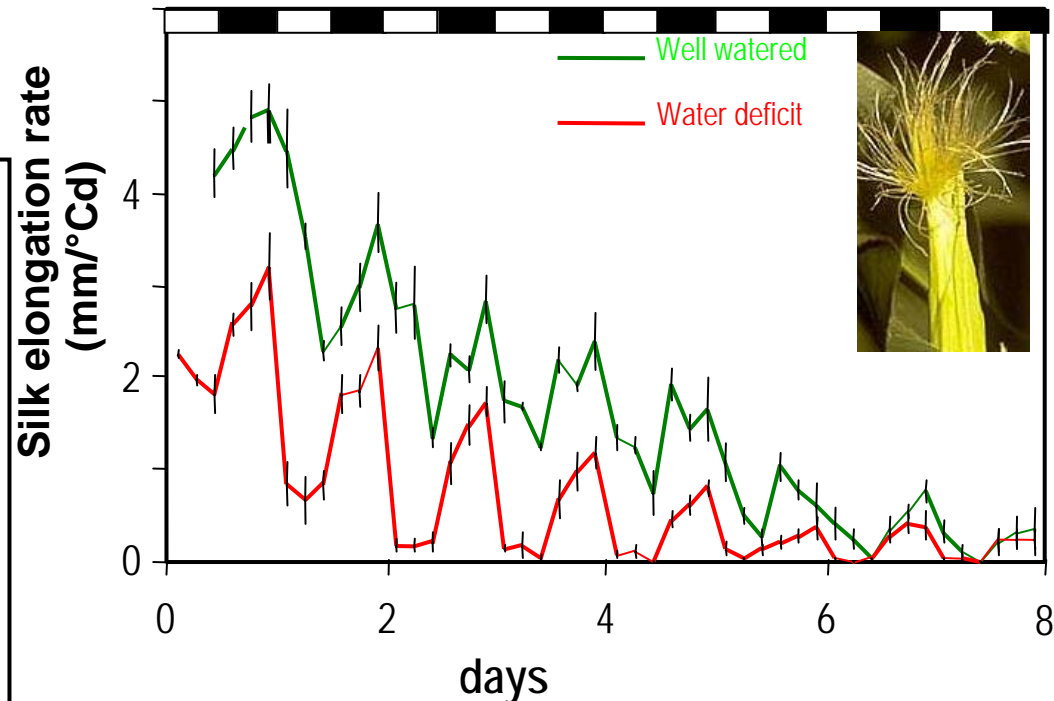 Silk elongation rate
(mm/°Cd)
Well watered
Water deficit
4
2
0
0 2 4 6 8
days